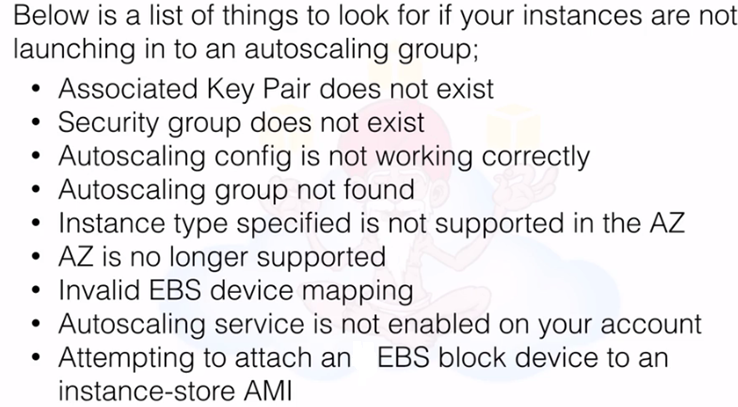 Below is a list of things to look for if your instances are not
launching in to an autoscaling group;
• Associated Key Pair does not exist
• Security group does not exist
• Autoscaling config is not working correctly
• Autoscaling group not found
• Instance type specified is not supported in the AZ
• AZ is no longer supported
• Invalid EBS device mapping
• Autoscaling service is not enabled on your account
• Attempting to attach an   EBS block device to an
instance-store AMI